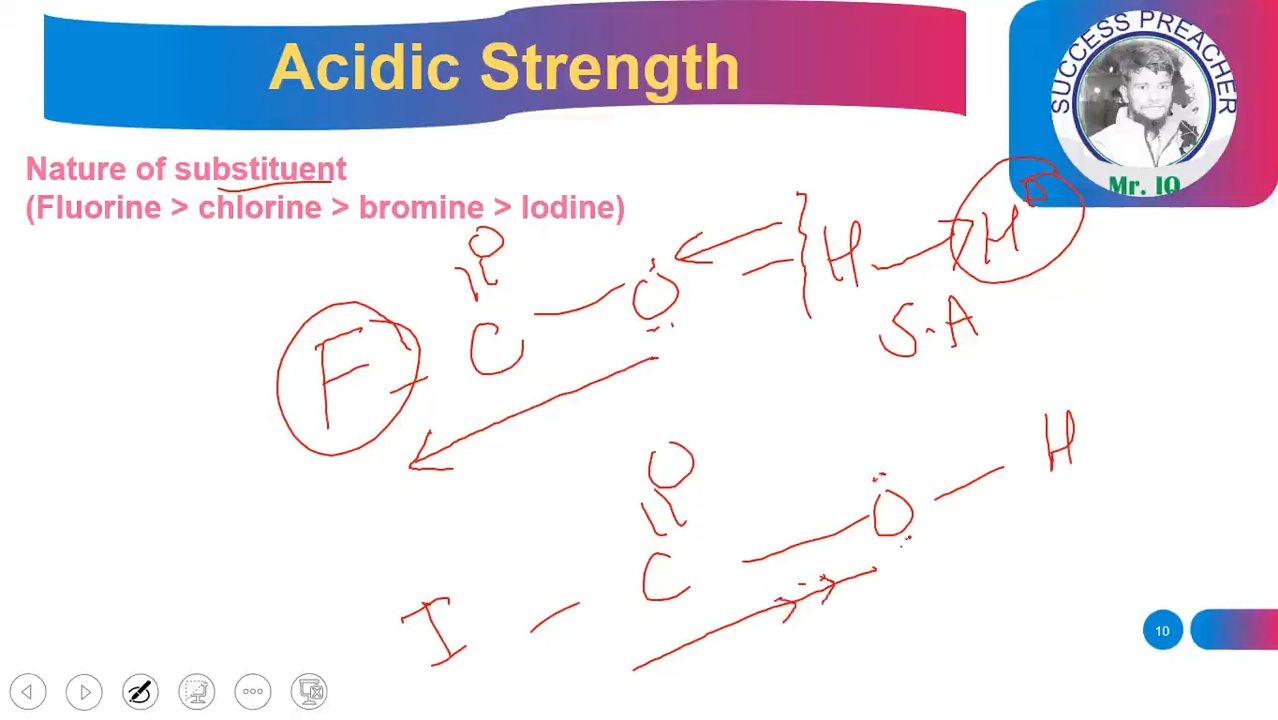 Acidic Strength
SUCCESS PREACHER
Mr. IQ
Nature of substituent
(Fluorine > chlorine > bromine > Iodine)
O
F - C - O - H → H
S.A
O
I - C - O - H
10